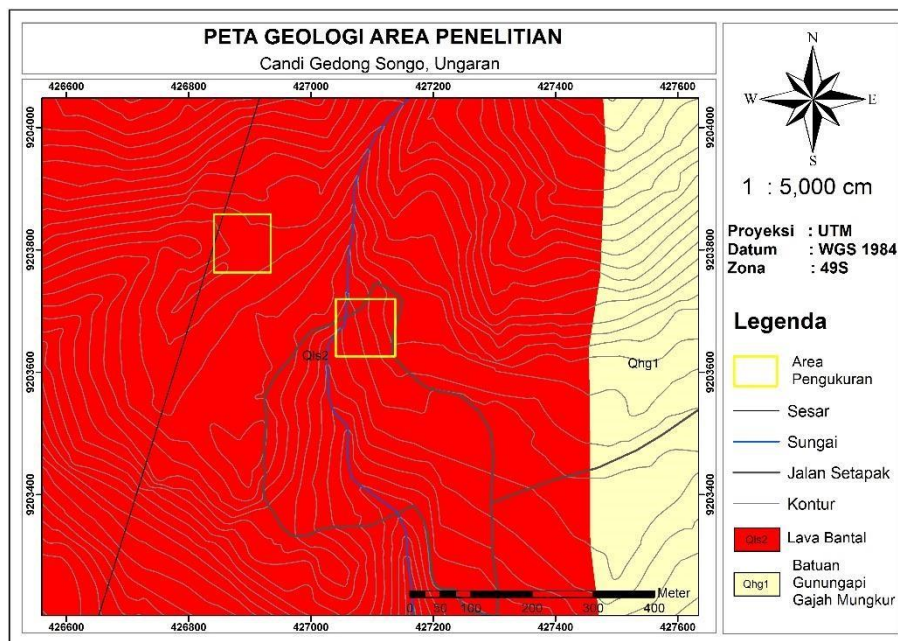 PETA GEOLOGI AREA PENELITIAN
Candi Gedong Songo, Ungaran
426600 426800 427000 427200 427400 427600
9204000 9204000
9203800 9203800
9203600 9203600
9203400 9203400
Qls2
Qhg1
0 50 100 200 300 400
Meter
426600 426800 427000 427200 427400 427600
N
W E
S
1 : 5,000 cm
Proyeksi : UTM
Datum : WGS 1984
Zona : 49S
Legenda
Area
Pengukuran
Sesar
Sungai
Jalan Setapak
Kontur
Qls2 Lava Bantal
Batuan
Qhg1 Gunungapi
Gajah Mungkur